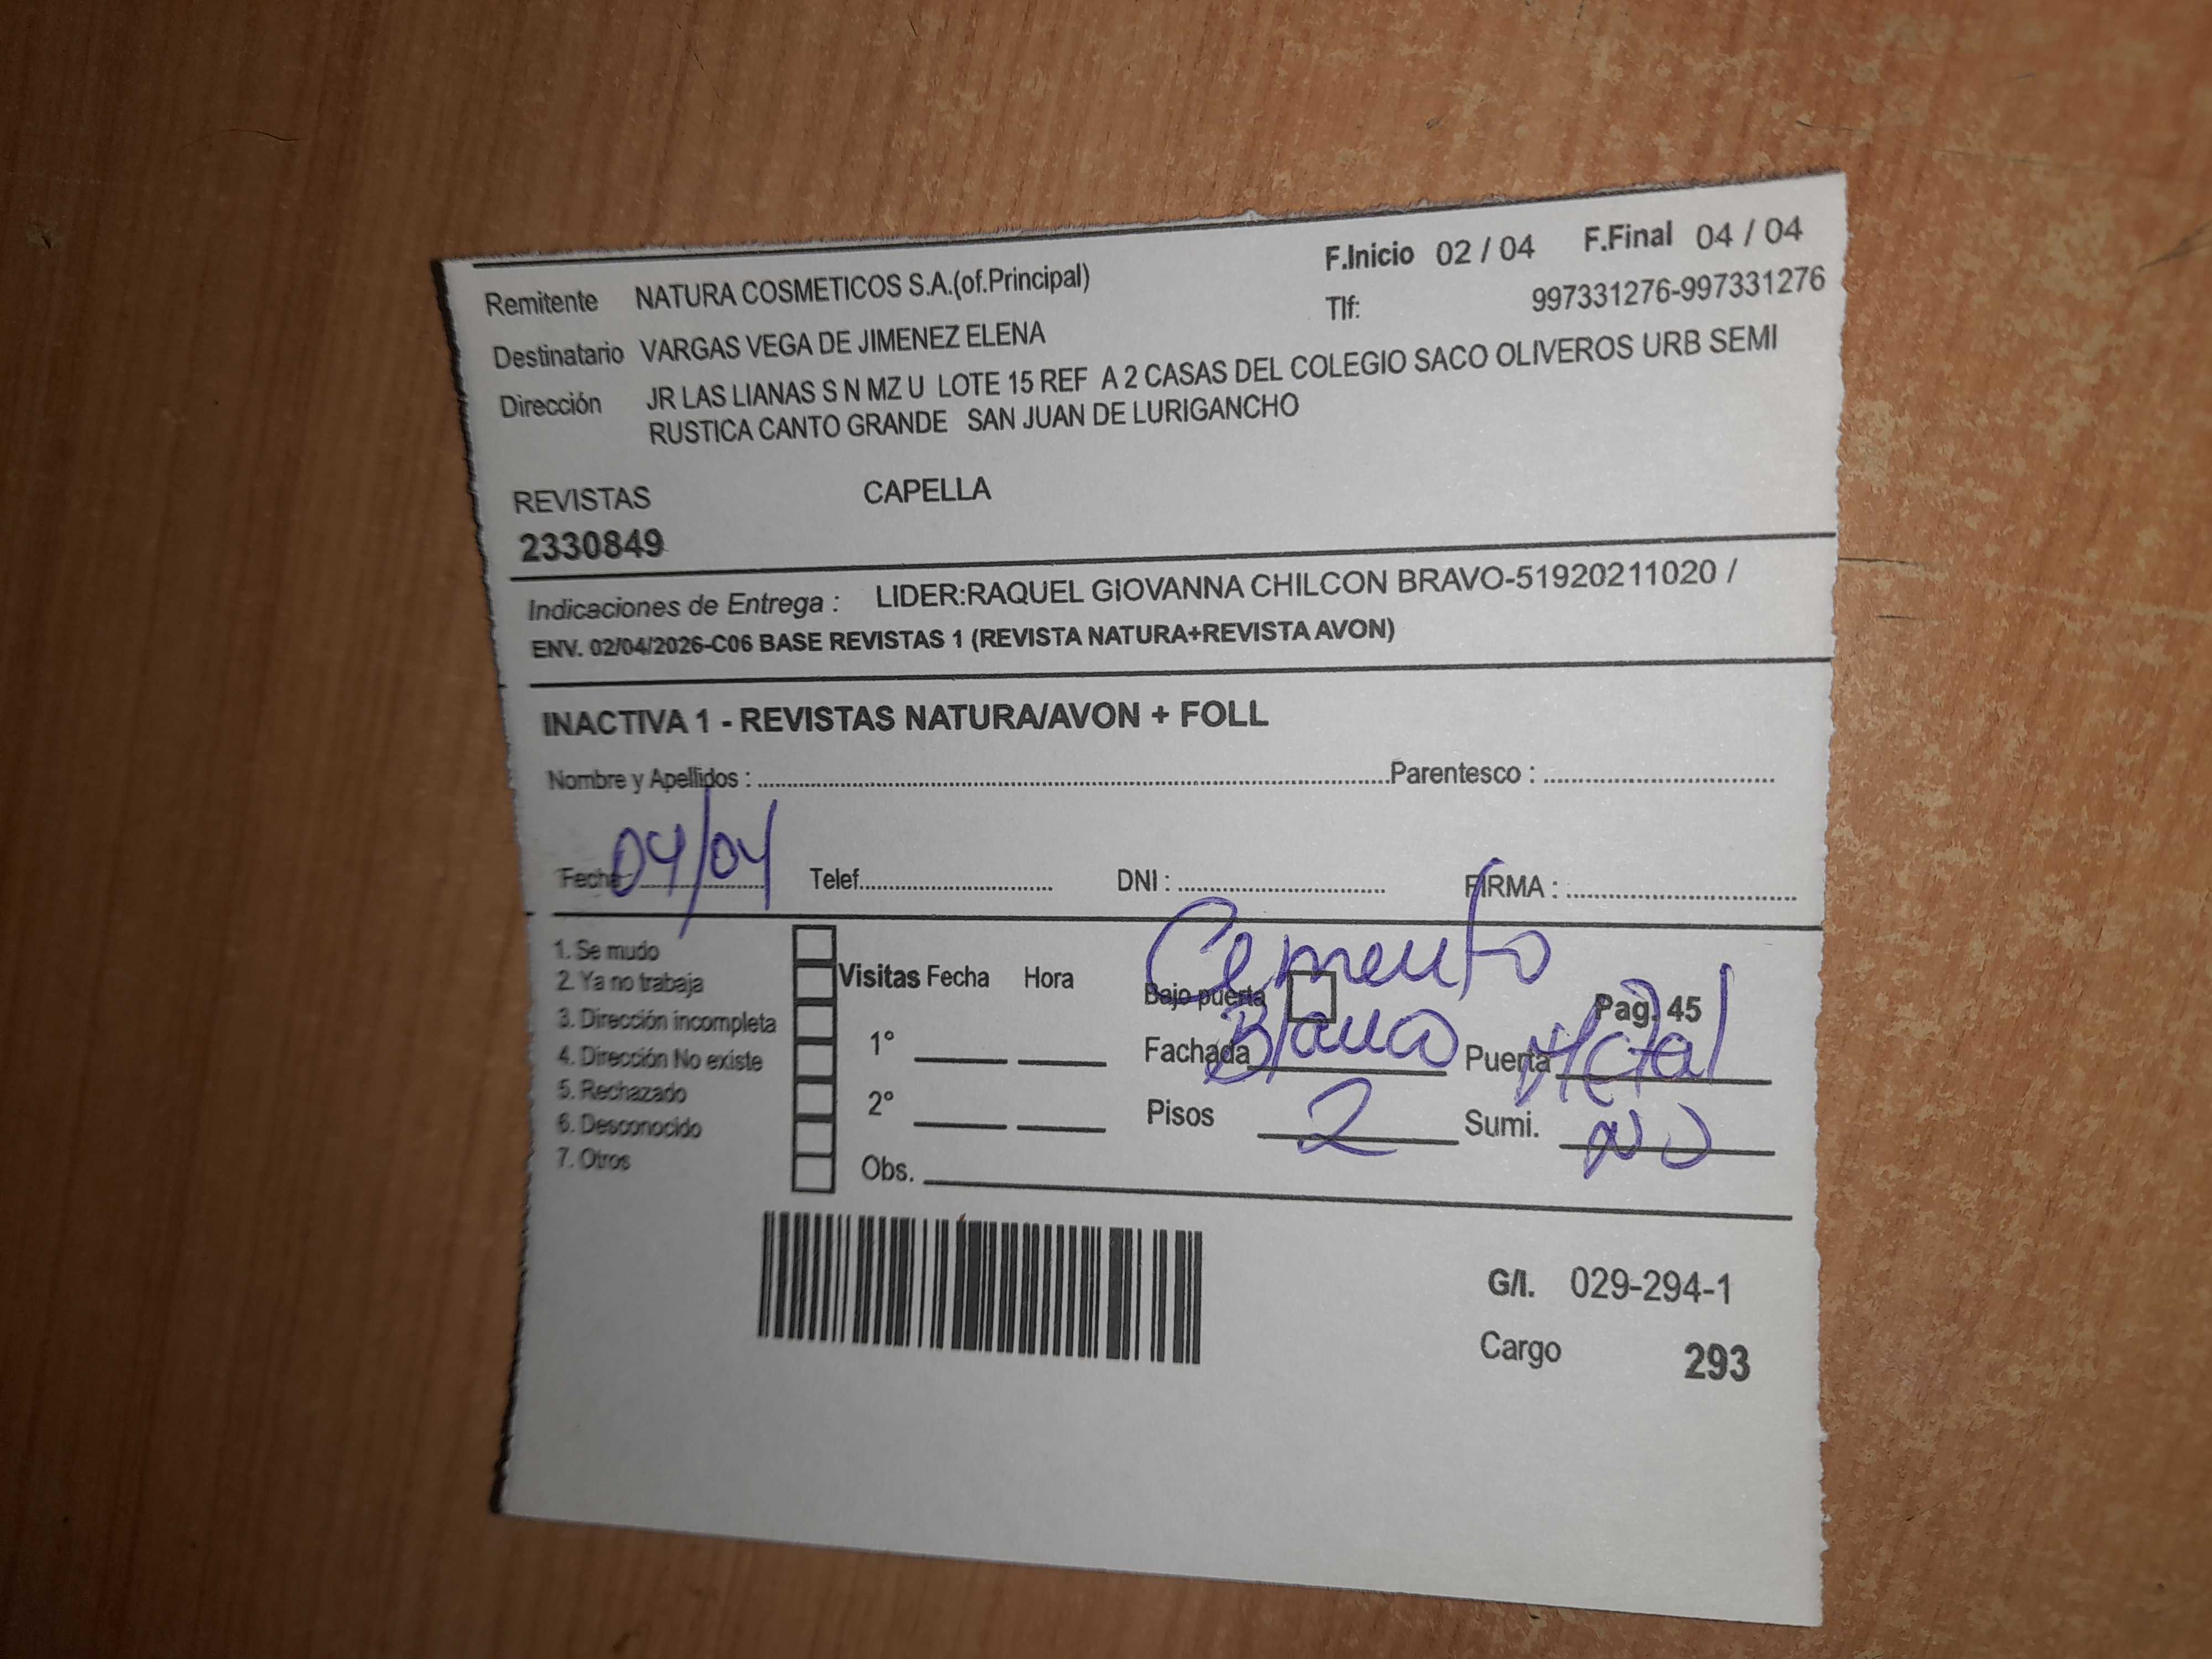 F.Inicio 02 / 04 F.Final 04 / 04
Remitente NATURA COSMETICOS S.A.(of.Principal) Tlf: 997331276-997331276
Destinatario VARGAS VEGA DE JIMENEZ ELENA
Dirección JR LAS LIANAS S N MZ U LOTE 15 REF A 2 CASAS DEL COLEGIO SACO OLIVEROS URB SEMI
RUSTICA CANTO GRANDE SAN JUAN DE LURIGANCHO
REVISTAS CAPELLA
2330849
Indicaciones de Entrega : LIDER:RAQUEL GIOVANNA CHILCON BRAVO-51920211020 /
ENV. 02/04/2026-C06 BASE REVISTAS 1 (REVISTA NATURA+REVISTA AVON)
INACTIVA 1 - REVISTAS NATURA/AVON + FOLL
Nombre y Apellidos : Parentesco :
Fecha: 04/04 Telef. DNI : FIRMA :
1. Se mudo
2. Ya no trabaja
3. Dirección incompleta
4. Dirección No existe
5. Rechazado
6. Desconocido
7. Otros
Visitas Fecha Hora
1°
2°
Obs.
Cemento
Bajo puerta Pag. 45
Fachada Blanco Puerta Metal
Pisos 2 Sumi. NO
G/I. 029-294-1
Cargo 293